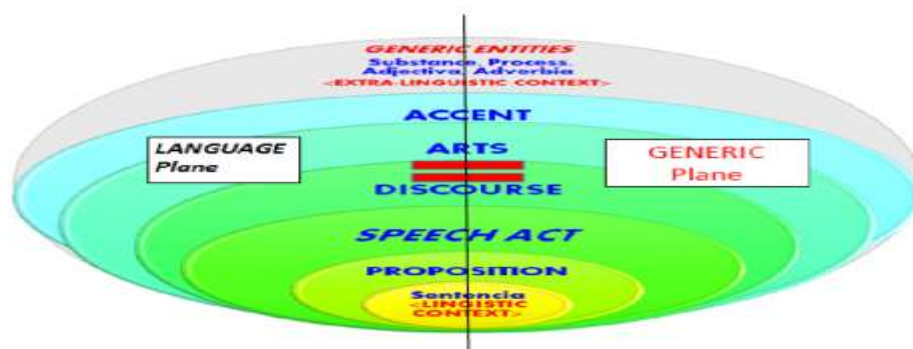 GENERIC ENTITIES
Substance, Process.
Adjectiva, Adverbia
<EXTRA-LINGUISTIC CONTEXT>
ACCENT
LANGUAGE
Plane
ARTS
GENERIC
Plane
DISCOURSE
SPEECH ACT
PROPOSITION
Sentencia
<LINGISTIC
CONTEXT>